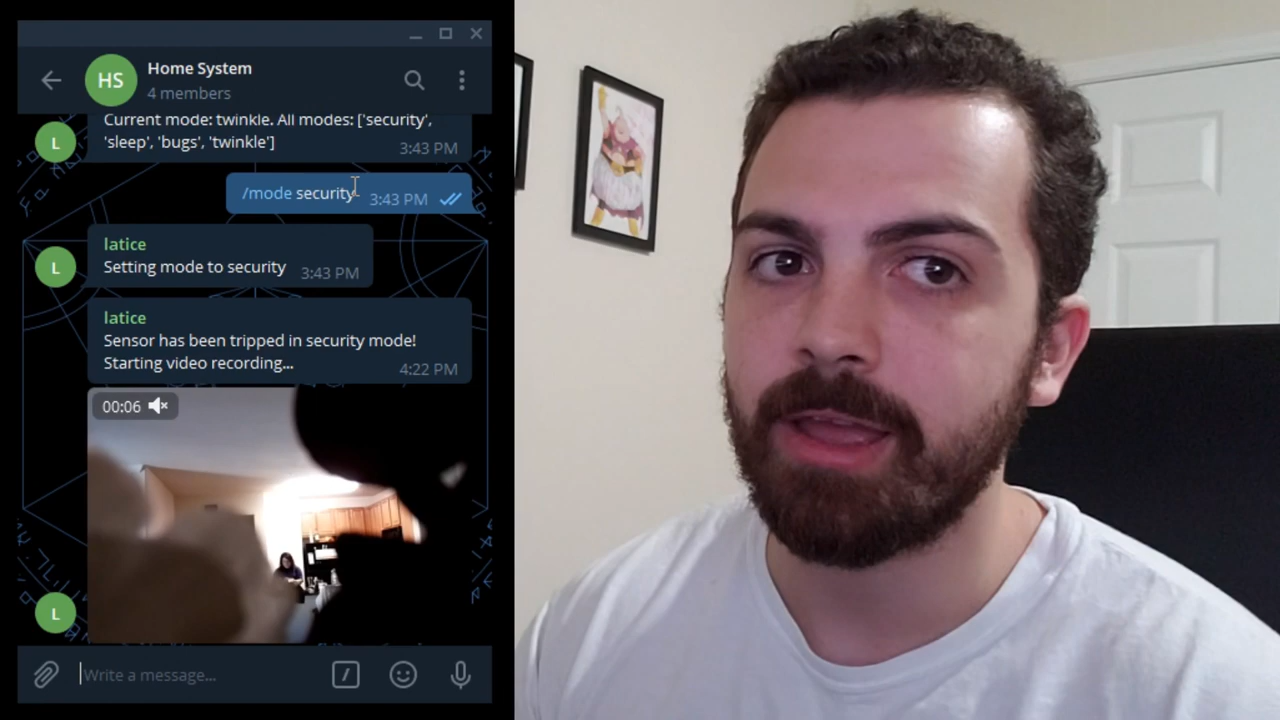 HS
Home System
4 members
Current mode: twinkle. All modes: ['security',
'sleep', 'bugs', 'twinkle']
3:43 PM
L
/mode security
3:43 PM
latice
Setting mode to security
3:43 PM
L
latice
Sensor has been tripped in security mode!
Starting video recording...
4:22 PM
00:06
L
Write a message...